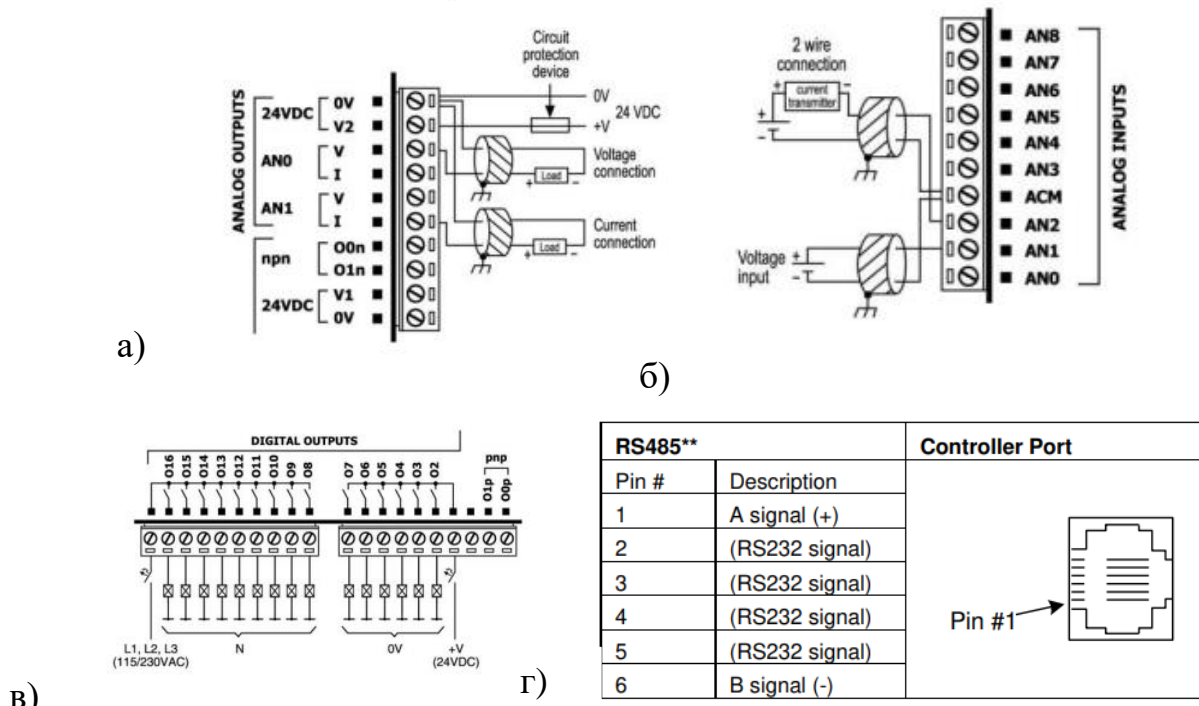 Circuit
protection
device
ANALOG OUTPUTS
24VDC
0V
V2
AN0
V
I
AN1
V
I
npn
O0n
O1n
24VDC
V1
0V
0V
24 VDC
+V
Voltage
connection
+ Load −
Current
connection
+ Load −
а)
2 wire
connection
+ −
current
transmitter
+
−
Voltage +
input −
AN8
AN7
AN6
AN5
AN4
AN3
ACM
AN2
AN1
AN0
ANALOG INPUTS
б)
DIGITAL OUTPUTS
O16 O15 O14 O13 O12 O11 O10 O9 O8 O7 O6 O5 O4 O3 O2
pnp
O1p O0p
L1, L2, L3
(115/230VAC)
N
0V
+V
(24VDC)
в)
RS485** Controller Port
Pin # Description
1 A signal (+)
2 (RS232 signal)
3 (RS232 signal)
4 (RS232 signal)
5 (RS232 signal)
6 B signal (-)
Pin #1
г)